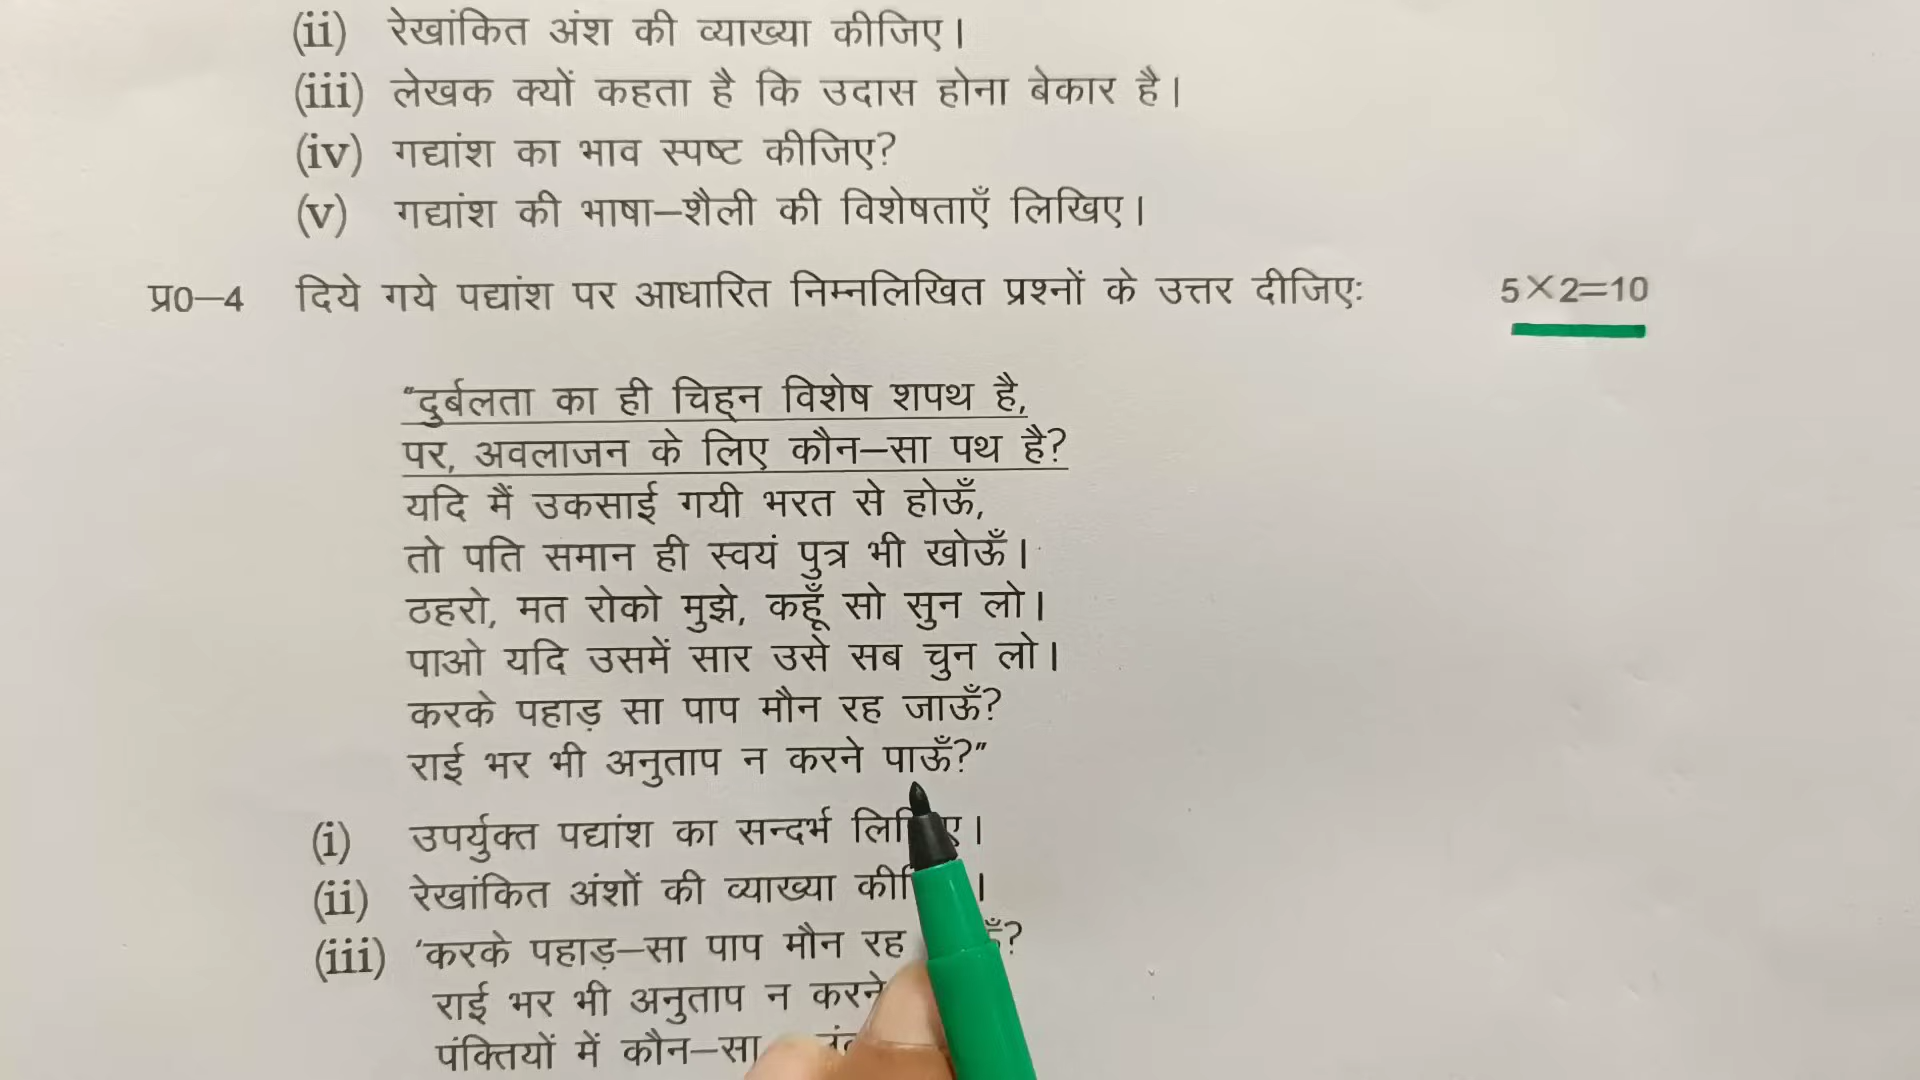 (ii) रेखांकित अंश की व्याख्या कीजिए।
(iii) लेखक क्यों कहता है कि उदास होना बेकार है।
(iv) गद्यांश का भाव स्पष्ट कीजिए?
(v) गद्यांश की भाषा–शैली की विशेषताएँ लिखिए।
प्र0–4 दिये गये पद्यांश पर आधारित निम्नलिखित प्रश्नों के उत्तर दीजिएः 5×2=10
"दुर्बलता का ही चिह्न विशेष शपथ है,
पर, अवलाजन के लिए कौन–सा पथ है?
यदि मैं उकसाई गयी भरत से होऊँ,
तो पति समान ही स्वयं पुत्र भी खोऊँ।
ठहरो, मत रोको मुझे, कहूँ सो सुन लो।
पाओ यदि उसमें सार उसे सब चुन लो।
करके पहाड़ सा पाप मौन रह जाऊँ?
राई भर भी अनुताप न करने पाऊँ?"
(i) उपर्युक्त पद्यांश का सन्दर्भ
(ii) रेखांकित अंशों की व्याख्या
(iii) 'करके पहाड़–सा पाप मौन रह
राई भर भी अनुताप न करने
पंक्तियों में कौन–सा